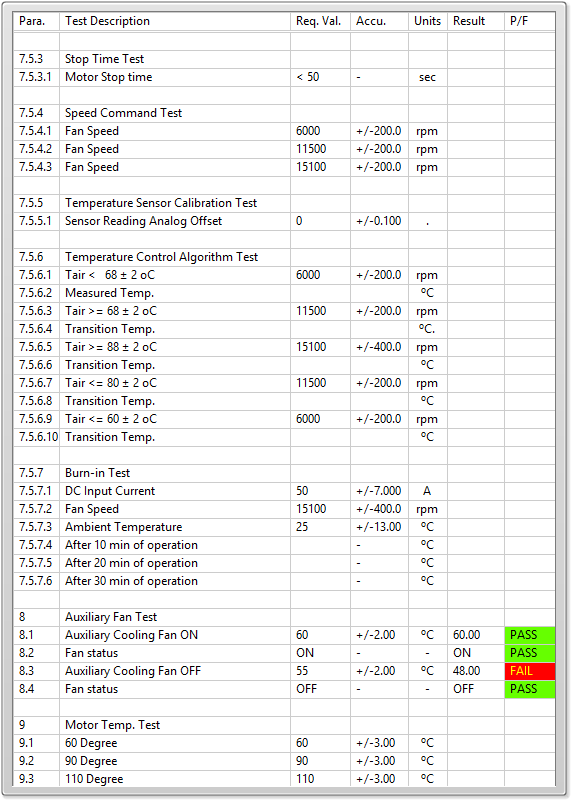 Para. Test Description Req. Val. Accu. Units Result P/F
7.5.3 Stop Time Test
7.5.3.1 Motor Stop time < 50 - sec
7.5.4 Speed Command Test
7.5.4.1 Fan Speed 6000 +/-200.0 rpm
7.5.4.2 Fan Speed 11500 +/-200.0 rpm
7.5.4.3 Fan Speed 15100 +/-200.0 rpm
7.5.5 Temperature Sensor Calibration Test
7.5.5.1 Sensor Reading Analog Offset 0 +/-0.100 .
7.5.6 Temperature Control Algorithm Test
7.5.6.1 Tair < 68 ± 2 oC 6000 +/-200.0 rpm
7.5.6.2 Measured Temp. ºC
7.5.6.3 Tair >= 68 ± 2 oC 11500 +/-200.0 rpm
7.5.6.4 Transition Temp. ºC.
7.5.6.5 Tair >= 88 ± 2 oC 15100 +/-400.0 rpm
7.5.6.6 Transition Temp. ºC
7.5.6.7 Tair <= 80 ± 2 oC 11500 +/-200.0 rpm
7.5.6.8 Transition Temp. ºC
7.5.6.9 Tair <= 60 ± 2 oC 6000 +/-200.0 rpm
7.5.6.10 Transition Temp. ºC
7.5.7 Burn-in Test
7.5.7.1 DC Input Current 50 +/-7.000 A
7.5.7.2 Fan Speed 15100 +/-400.0 rpm
7.5.7.3 Ambient Temperature 25 +/-13.00 ºC
7.5.7.4 After 10 min of operation - ºC
7.5.7.5 After 20 min of operation - ºC
7.5.7.6 After 30 min of operation - ºC
8 Auxiliary Fan Test
8.1 Auxiliary Cooling Fan ON 60 +/-2.00 ºC 60.00 PASS
8.2 Fan status ON - - ON PASS
8.3 Auxiliary Cooling Fan OFF 55 +/-2.00 ºC 48.00 FAIL
8.4 Fan status OFF - - OFF PASS
9 Motor Temp. Test
9.1 60 Degree 60 +/-3.00 ºC
9.2 90 Degree 90 +/-3.00 ºC
9.3 110 Degree 110 +/-3.00 ºC